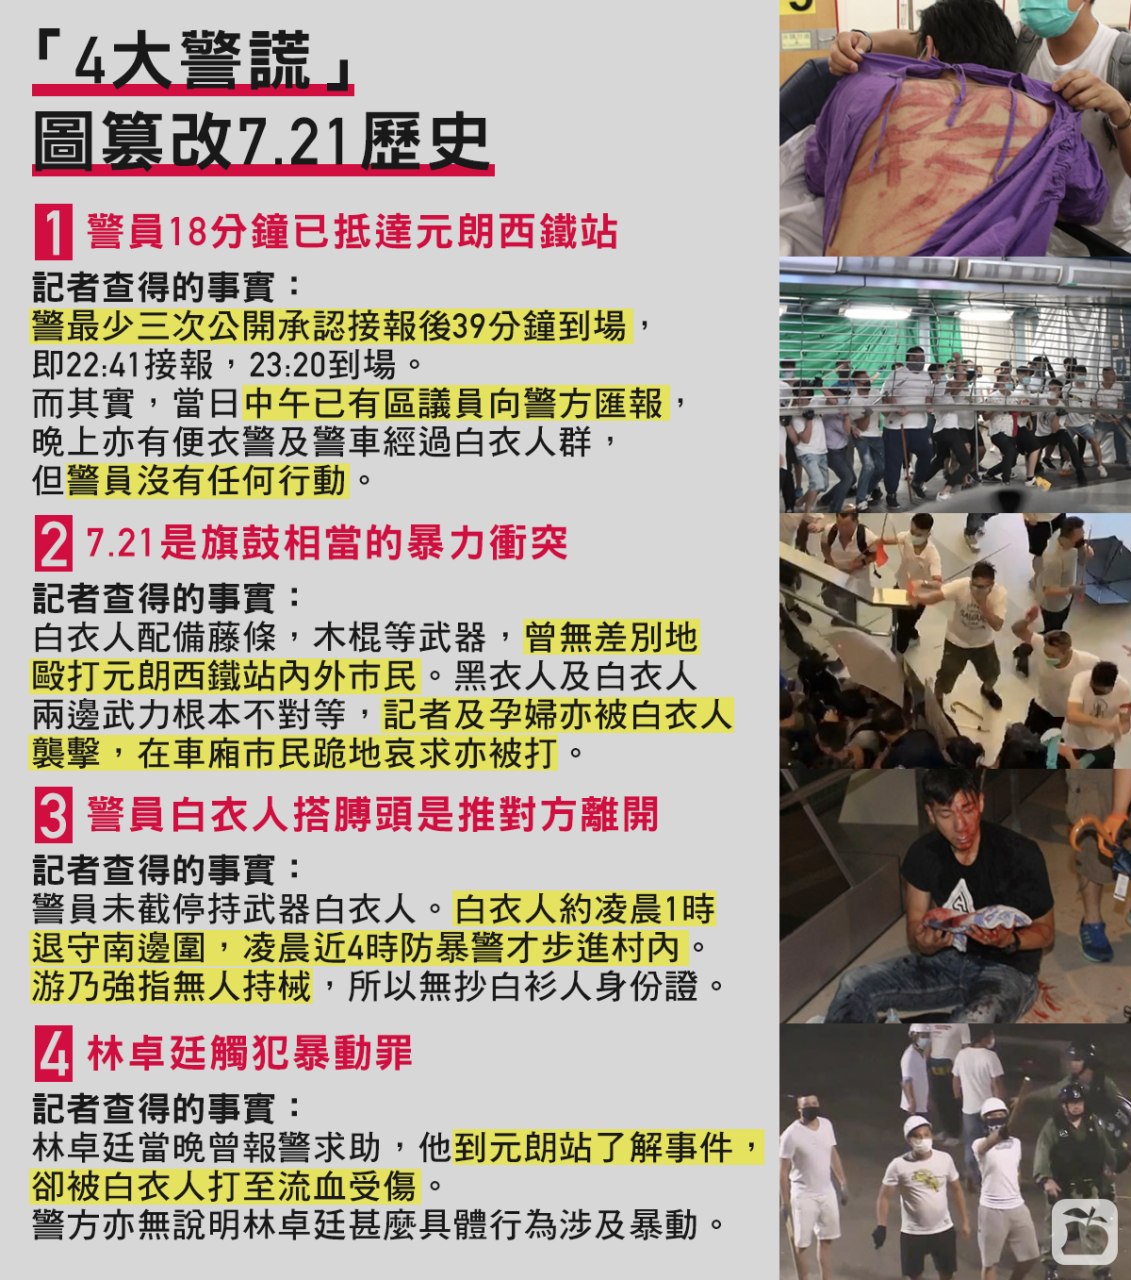 「4大警謊」
圖篡改7.21歷史
1 警員18分鐘已抵達元朗西鐵站
記者查得的事實：
警最少三次公開承認接報後39分鐘到場，
即22:41接報，23:20到場。
而其實，當日中午已有區議員向警方匯報，
晚上亦有便衣警及警車經過白衣人群，
但警員沒有任何行動。
2 7.21是旗鼓相當的暴力衝突
記者查得的事實：
白衣人配備藤條，木棍等武器，曾無差別地
毆打元朗西鐵站內外市民。黑衣人及白衣人
兩邊武力根本不對等，記者及孕婦亦被白衣人
襲擊，在車廂市民跪地哀求亦被打。
3 警員白衣人搭膊頭是推對方離開
記者查得的事實：
警員未截停持武器白衣人。白衣人約凌晨1時
退守南邊圍，凌晨近4時防暴警才步進村內。
游乃強指無人持械，所以無抄白衫人身份證。
4 林卓廷觸犯暴動罪
記者查得的事實：
林卓廷當晚曾報警求助，他到元朗站了解事件，
卻被白衣人打至流血受傷。
警方亦無說明林卓廷甚麼具體行為涉及暴動。